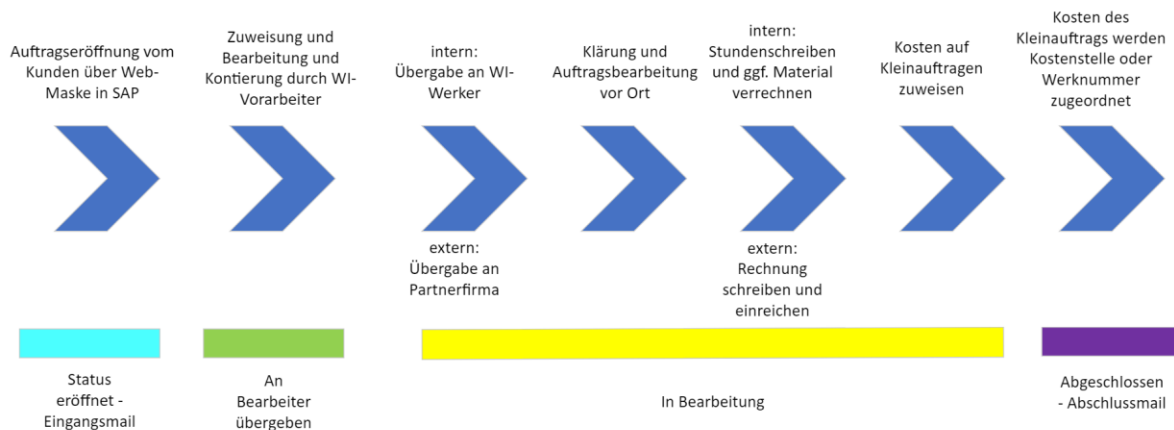 Auftragseröffnung vom
Kunden über Web-
Maske in SAP
Zuweisung und
Bearbeitung und
Kontierung durch WI-
Vorarbeiter
intern:
Übergabe an WI-
Werker
Klärung und
Auftragsbearbeitung
vor Ort
intern:
Stundenschreiben
und ggf. Material
verrechnen
Kosten auf
Kleinauftragen
zuweisen
Kosten des
Kleinauftrags werden
Kostenstelle oder
Werknummer
zugeordnet
extern:
Übergabe an
Partnerfirma
extern:
Rechnung
schreiben und
einreichen
Status
eröffnet -
Eingangsmail
An
Bearbeiter
übergeben
In Bearbeitung
Abgeschlossen
- Abschlussmail